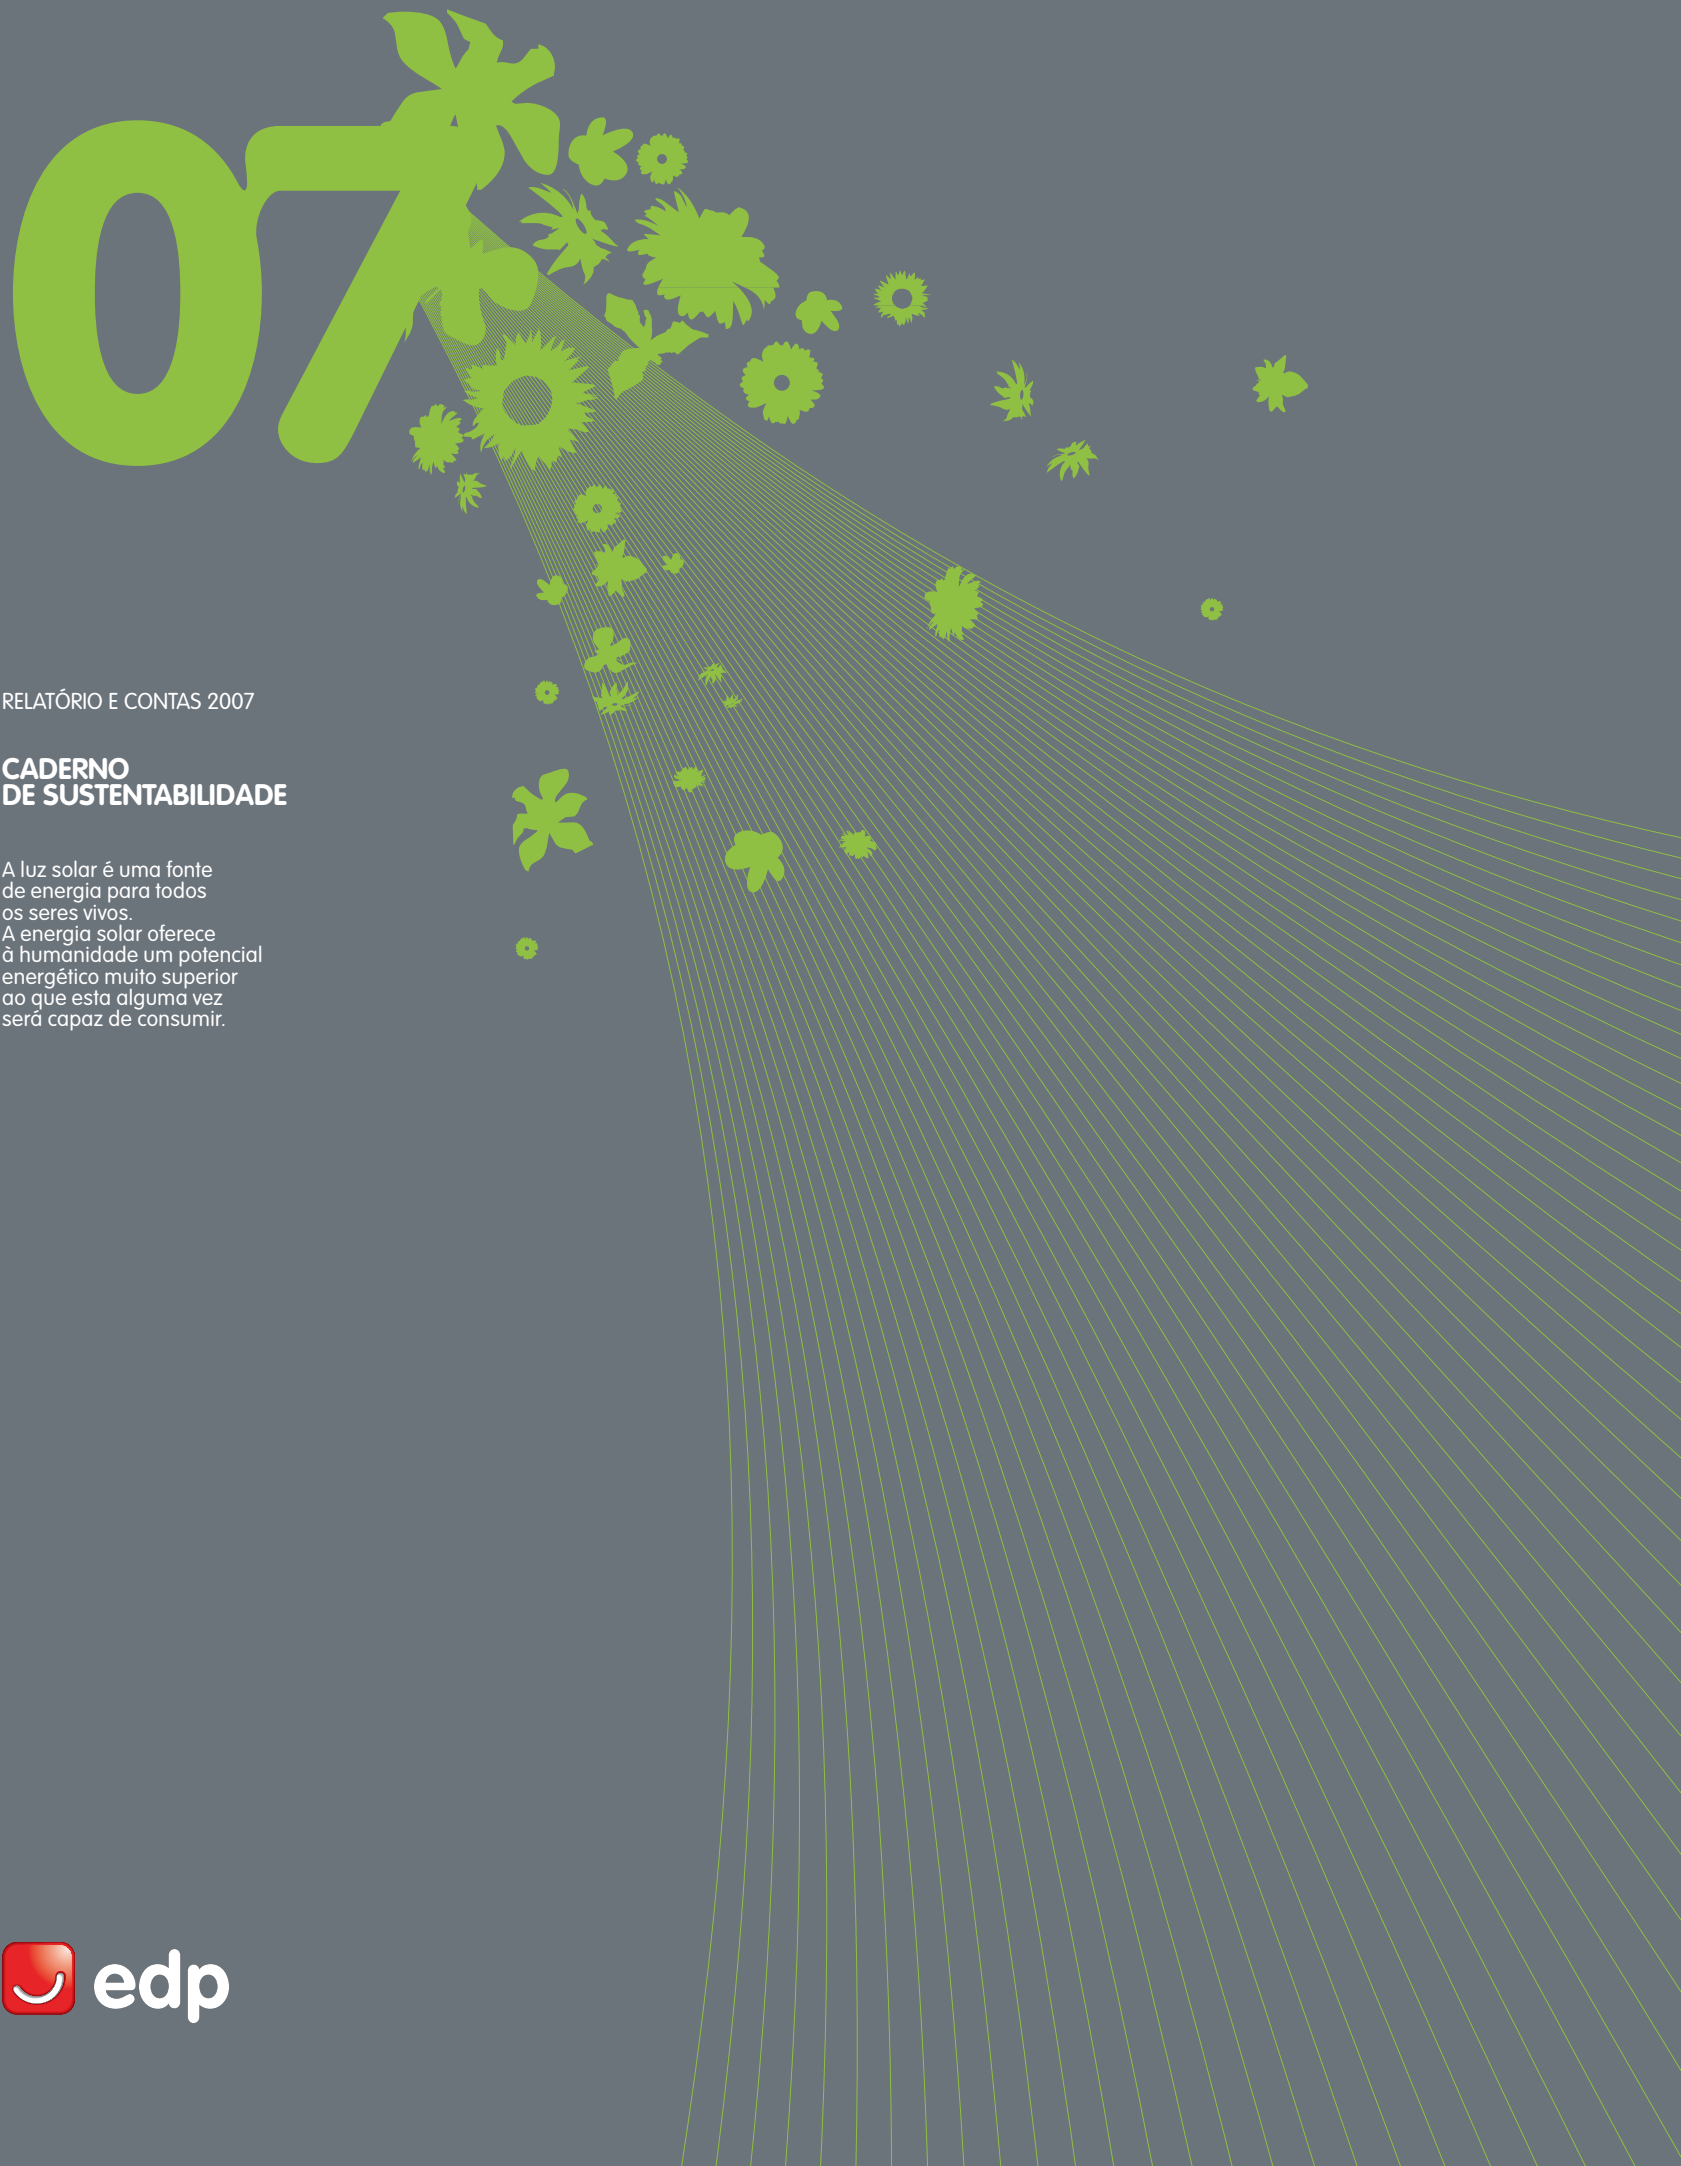 07
RELATÓRIO E CONTAS 2007
CADERNO
DE SUSTENTABILIDADE
A luz solar é uma fonte
de energia para todos
os seres vivos.
A energia solar oferece
à humanidade um potencial
energético muito superior
ao que esta alguma vez
será capaz de consumir.
edp